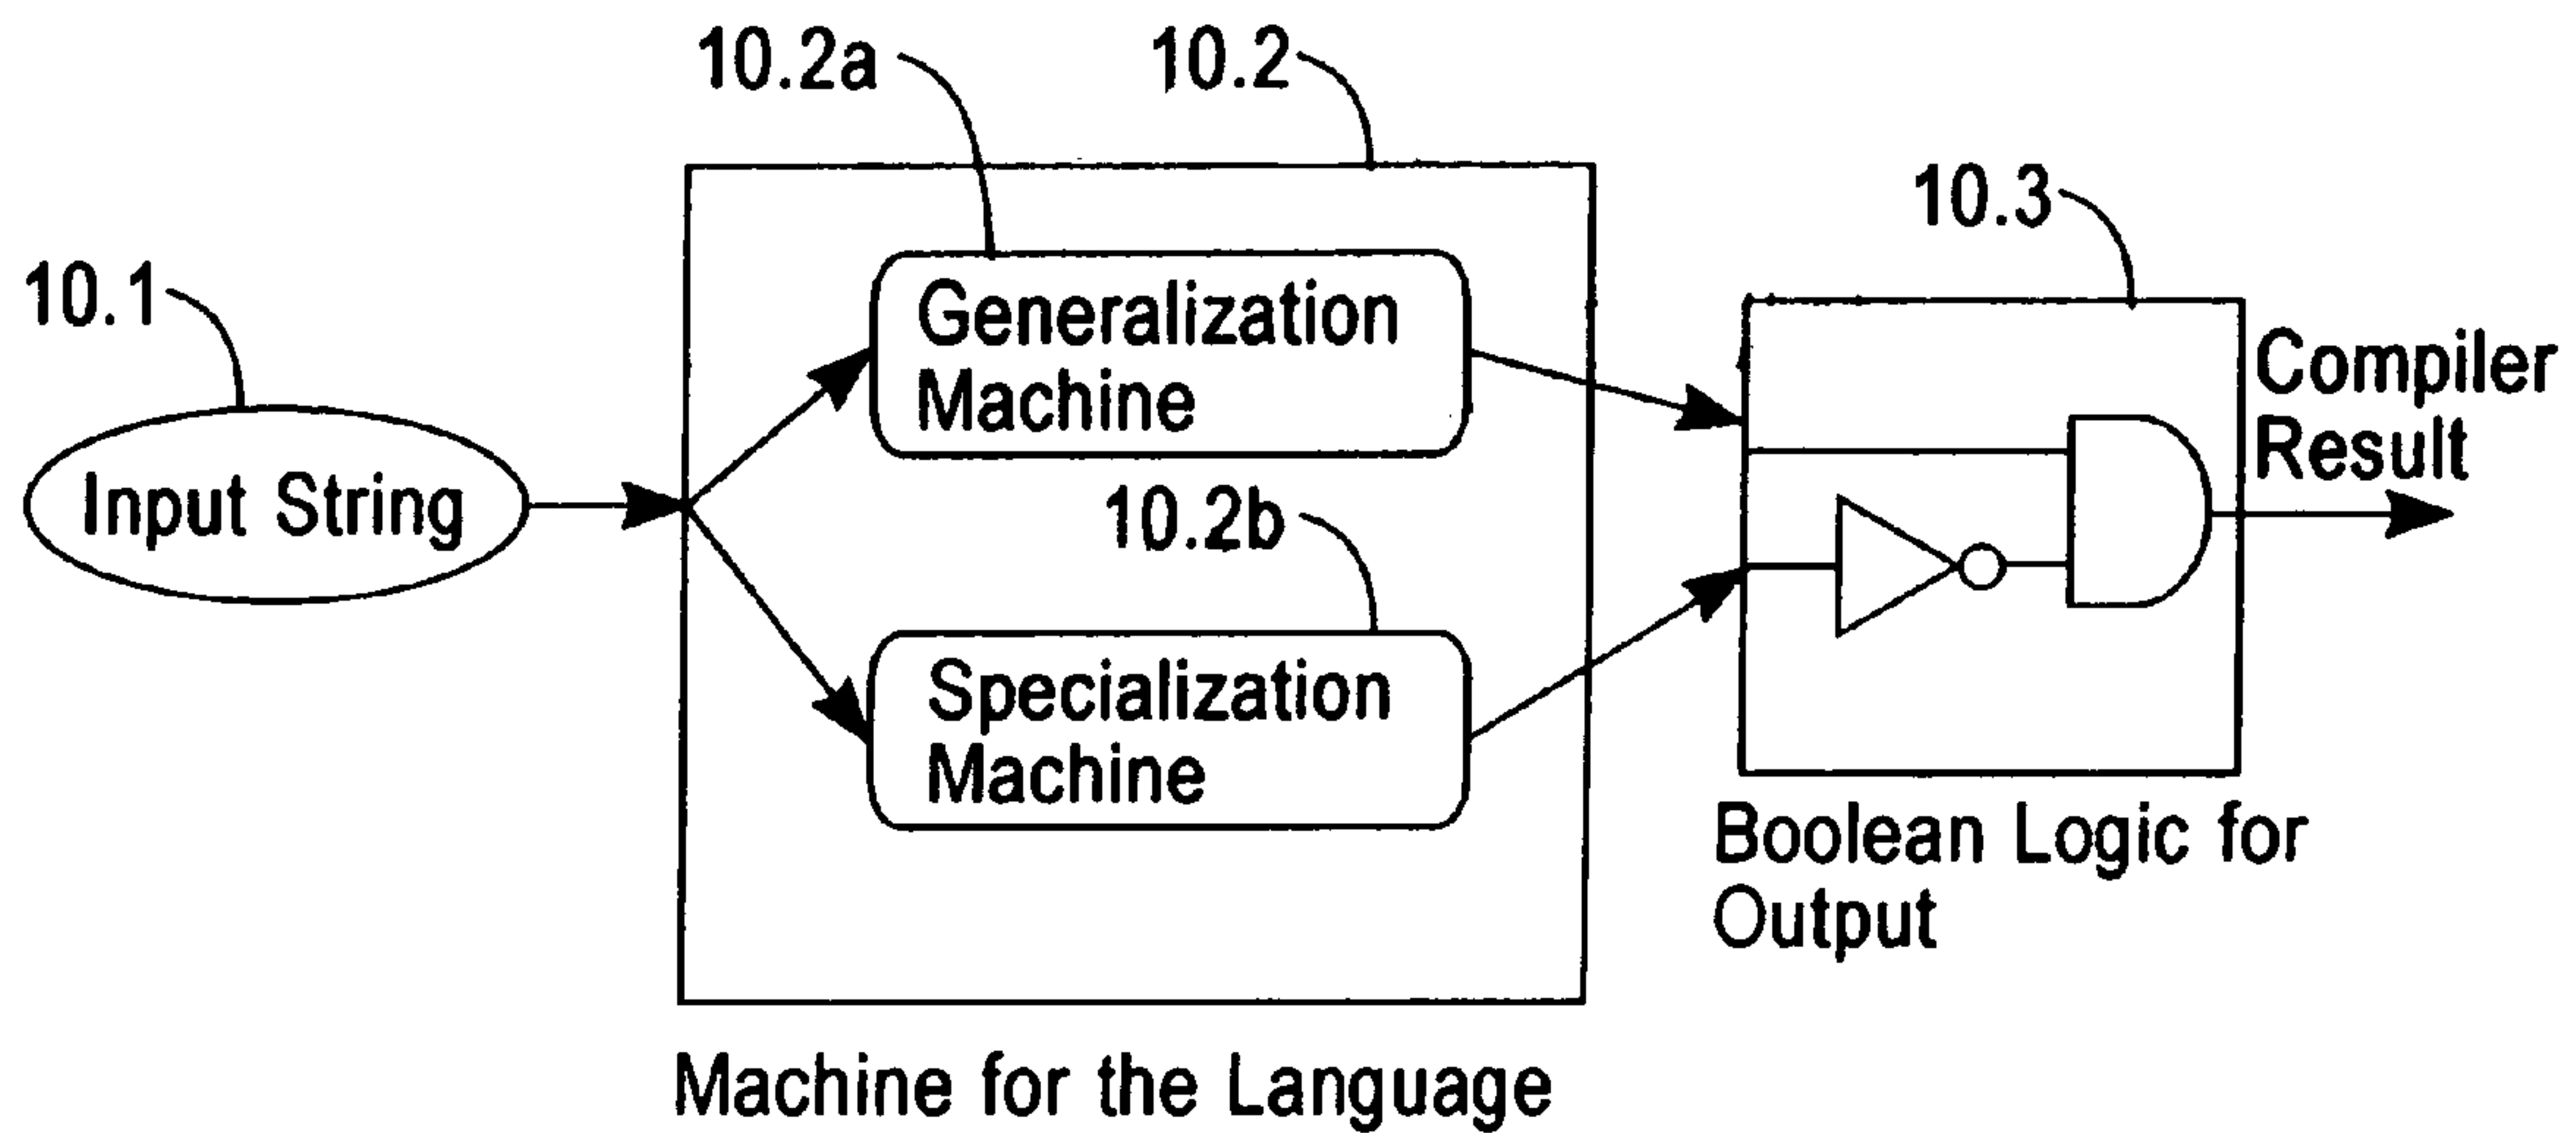 10.2a
10.2
10.3
10.1
Generalization
Machine
Compiler
Result
Input String
10.2b
Specialization
Machine
Boolean Logic for
Output
Machine for the Language